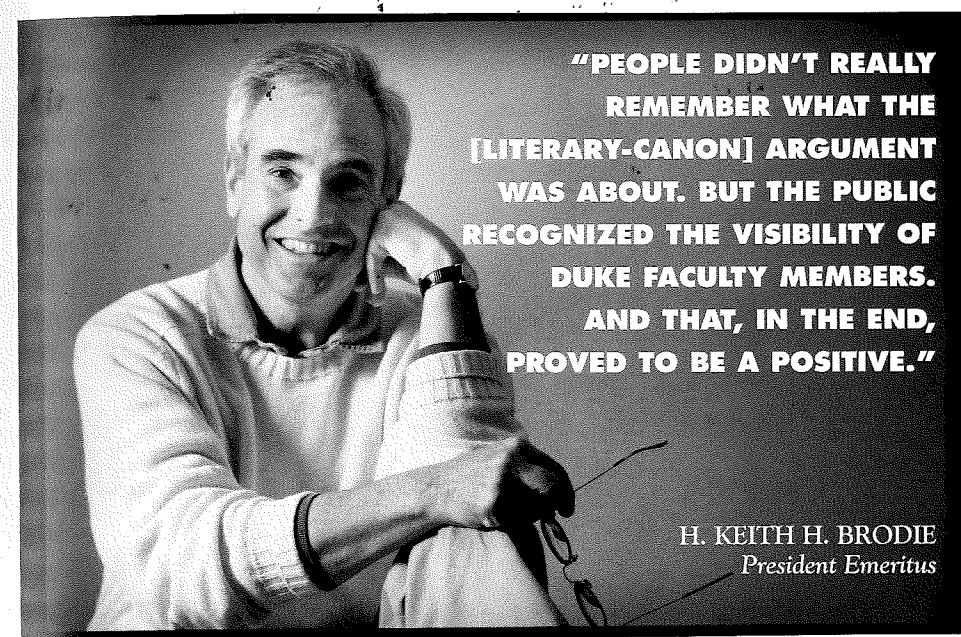 “PEOPLE DIDN’T REALLY
REMEMBER WHAT THE
[LITERARY-CANON] ARGUMENT
WAS ABOUT. BUT THE PUBLIC
RECOGNIZED THE VISIBILITY OF
DUKE FACULTY MEMBERS.
AND THAT, IN THE END,
PROVED TO BE A POSITIVE.”
H. KEITH H. BRODIE
President Emeritus